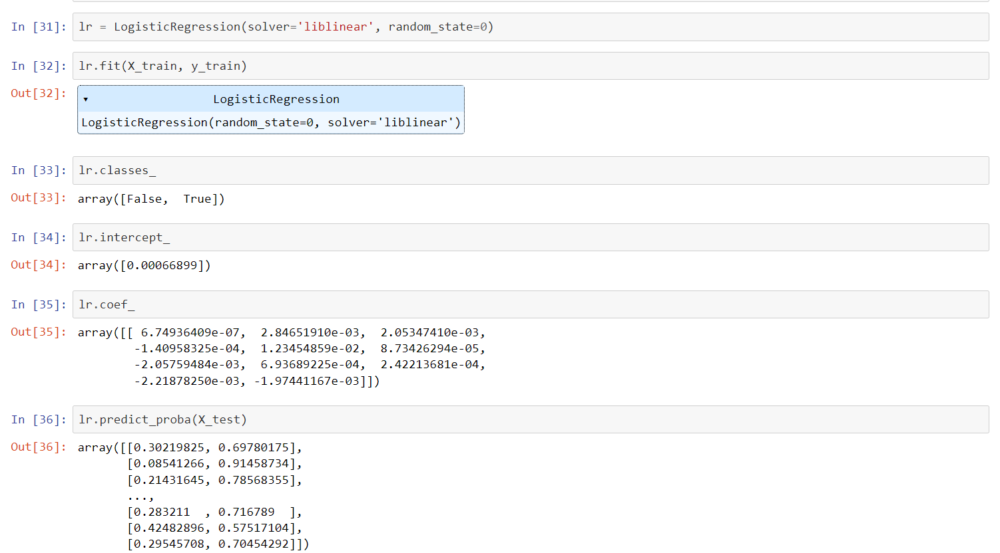 In [31]: lr = LogisticRegression(solver='liblinear', random_state=0)
In [32]: lr.fit(X_train, y_train)
Out[32]: ▾ LogisticRegression
LogisticRegression(random_state=0, solver='liblinear')
In [33]: lr.classes_
Out[33]: array([False,  True])
In [34]: lr.intercept_
Out[34]: array([0.00066899])
In [35]: lr.coef_
Out[35]: array([[ 6.74936409e-07,  2.84651910e-03,  2.05347410e-03,
-1.40958325e-04,  1.23454859e-02,  8.73426294e-05,
-2.05759484e-03,  6.93689225e-04,  2.42213681e-04,
-2.21878250e-03, -1.97441167e-03]])
In [36]: lr.predict_proba(X_test)
Out[36]: array([[0.30219825, 0.69780175],
[0.08541266, 0.91458734],
[0.21431645, 0.78568355],
...,
[0.283211  , 0.716789  ],
[0.42482896, 0.57517104],
[0.29545708, 0.70454292]])